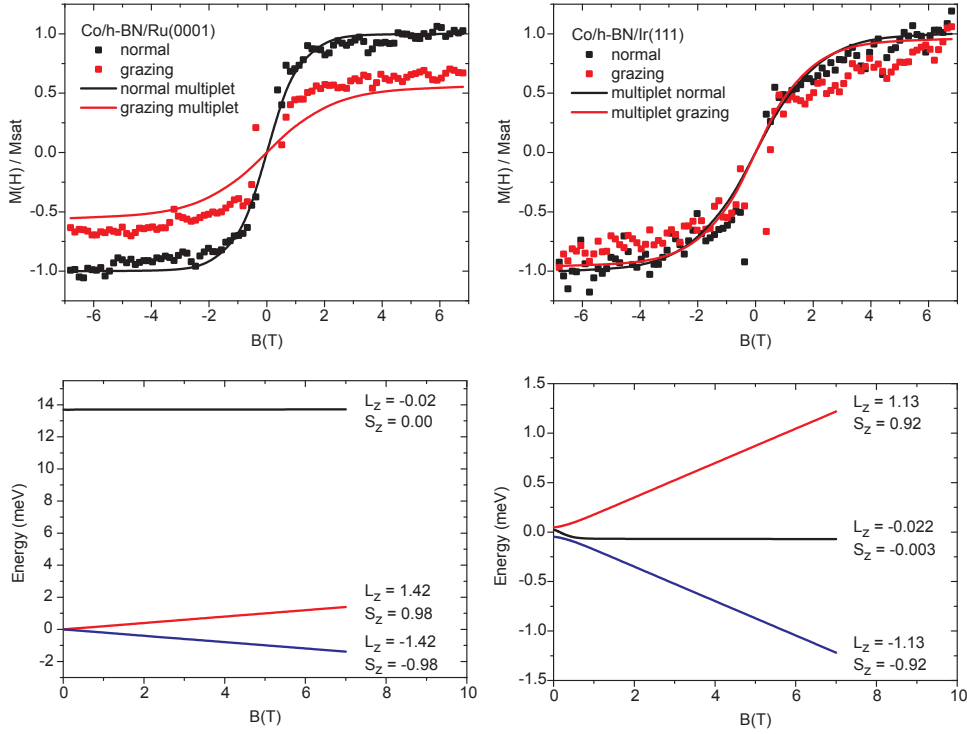 Co/h-BN/Ru(0001)
normal
grazing
normal multiplet
grazing multiplet
1.0
0.5
0.0
-0.5
-1.0
M(H) / Msat
-6 -4 -2 0 2 4 6
B(T)
Co/h-BN/Ir(111)
normal
grazing
multiplet normal
multiplet grazing
1.0
0.5
0.0
-0.5
-1.0
M(H) / Msat
-6 -4 -2 0 2 4 6
B(T)
14
12
10
8
6
4
2
0
-2
Energy (meV)
L_z = -0.02
S_z = 0.00
L_z = 1.42
S_z = 0.98
L_z = -1.42
S_z = -0.98
0 2 4 6 8 10
B(T)
1.5
1.0
0.5
0.0
-0.5
-1.0
-1.5
Energy (meV)
L_z = 1.13
S_z = 0.92
L_z = -0.022
S_z = -0.003
L_z = -1.13
S_z = -0.92
0 2 4 6 8 10
B(T)